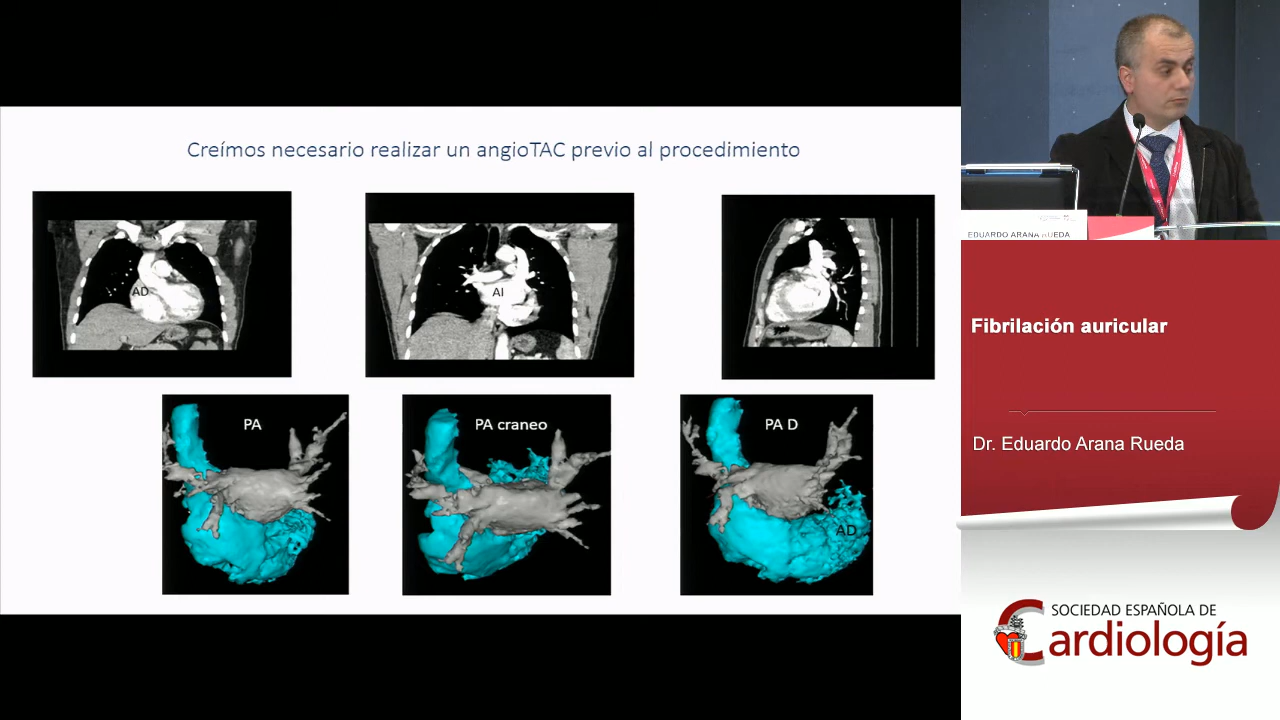 Creímos necesario realizar un angioTAC previo al procedimiento
AD
AI
PA
PA craneo
PA D
AD
EDUARDO ARANA RUEDA
Fibrilación auricular
Dr. Eduardo Arana Rueda
SOCIEDAD ESPAÑOLA DE
Cardiología